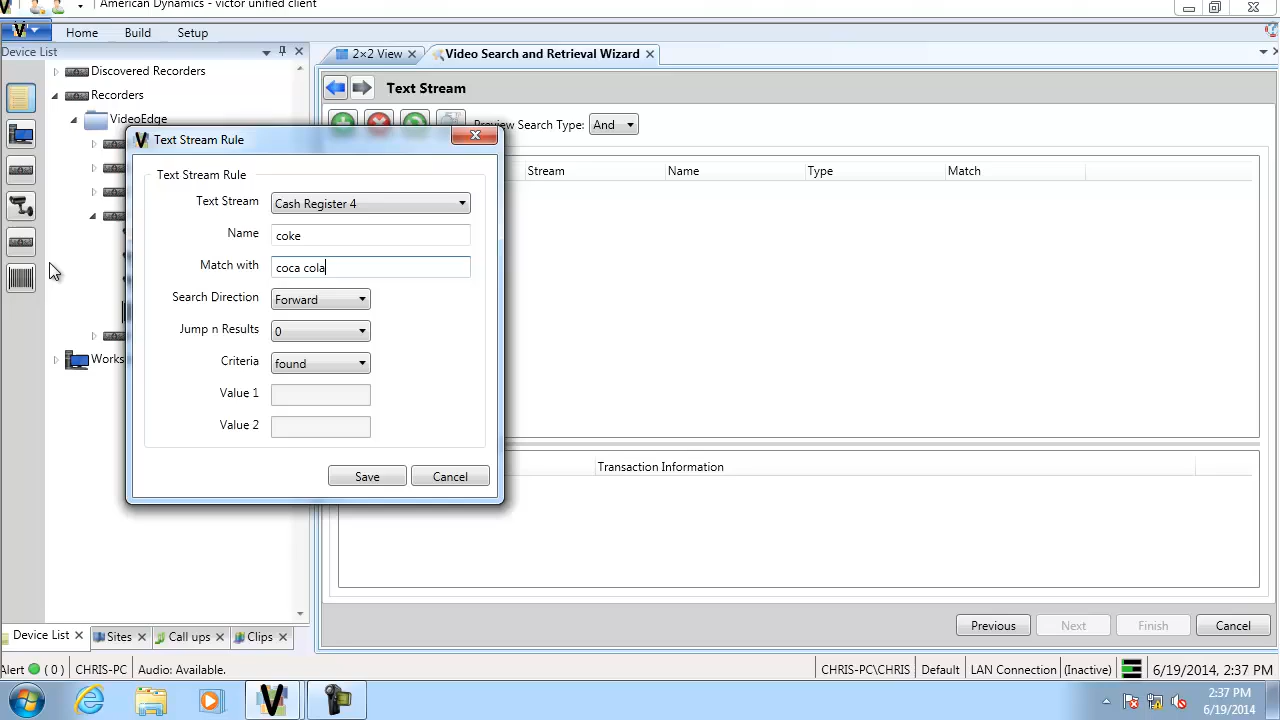 American Dynamics - victor unified client
Home Build Setup
Device List
2×2 View Video Search and Retrieval Wizard
Discovered Recorders
Recorders
VideoEdge
Works
Text Stream
Preview Search Type: And
Stream Name Type Match
Text Stream Rule
Text Stream Rule
Text Stream Cash Register 4
Name coke
Match with coca cola
Search Direction Forward
Jump n Results 0
Criteria found
Value 1
Value 2
Save Cancel
Transaction Information
Previous Next Finish Cancel
Device List Sites Call ups Clips
Alert ( 0 ) CHRIS-PC Audio: Available. CHRIS-PC\CHRIS Default LAN Connection (Inactive) 6/19/2014, 2:37 PM
2:37 PM
6/19/2014